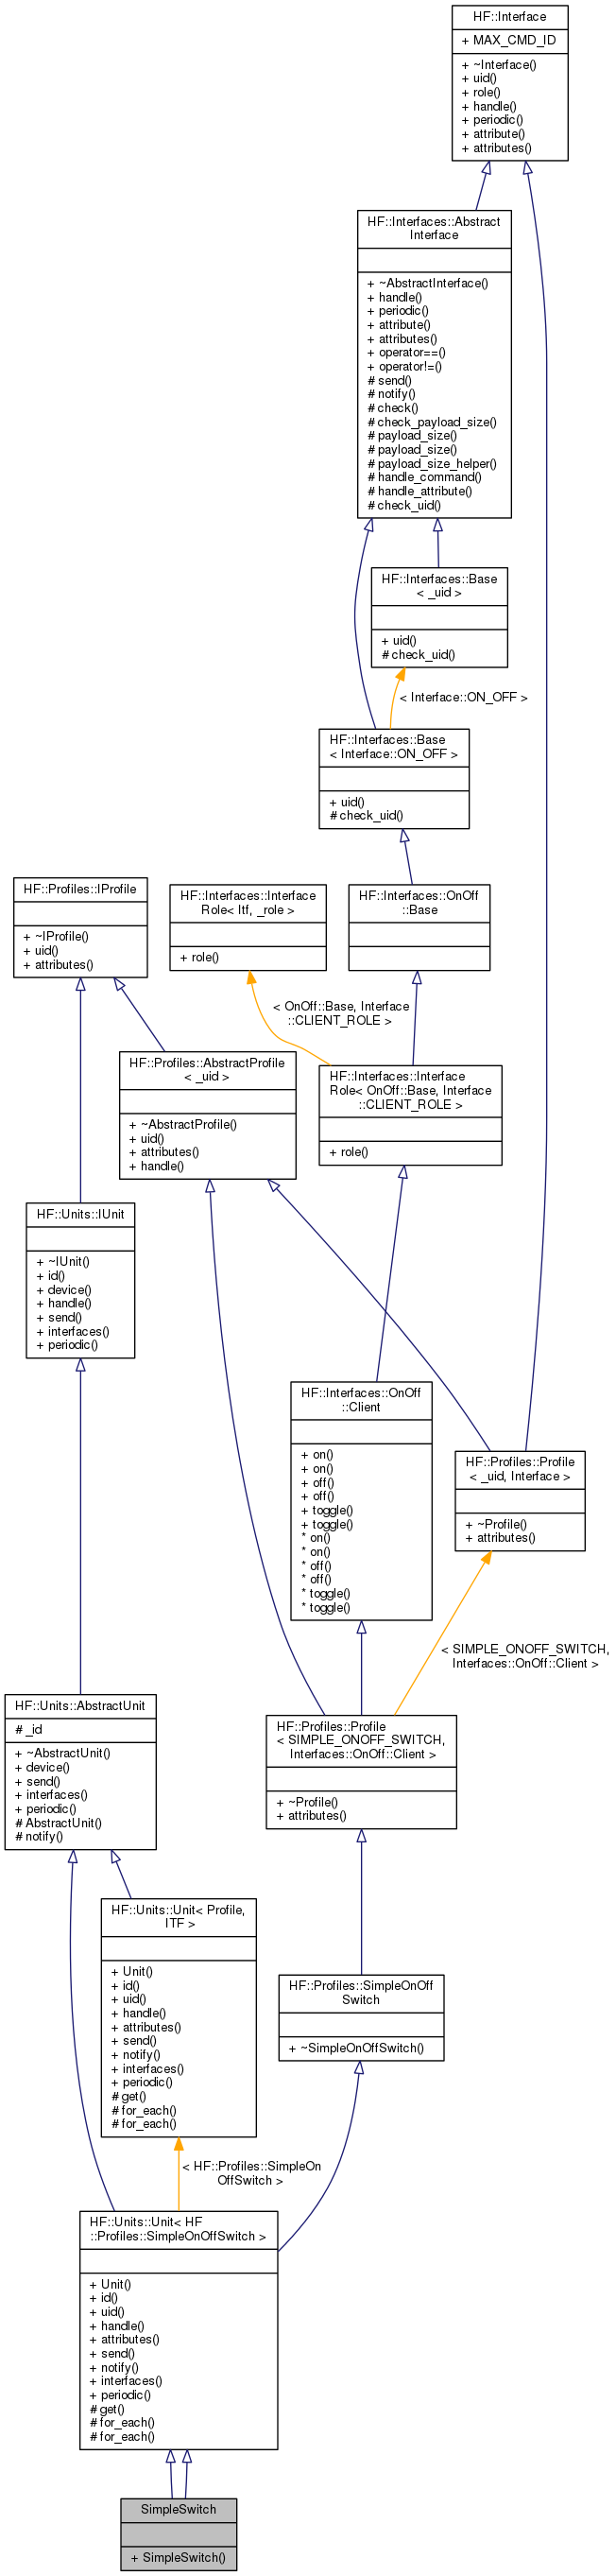 HF::Interface
+ MAX_CMD_ID
+ ~Interface()
+ uid()
+ role()
+ handle()
+ periodic()
+ attribute()
+ attributes()
HF::Interfaces::Abstract
Interface
+ ~AbstractInterface()
+ handle()
+ periodic()
+ attribute()
+ attributes()
+ operator==()
+ operator!=()
# send()
# notify()
# check()
# check_payload_size()
# payload_size()
# payload_size()
# payload_size_helper()
# handle_command()
# handle_attribute()
# check_uid()
HF::Interfaces::Base
< _uid >
+ uid()
# check_uid()
< Interface::ON_OFF >
HF::Interfaces::Base
< Interface::ON_OFF >
+ uid()
# check_uid()
HF::Profiles::IProfile
+ ~IProfile()
+ uid()
+ attributes()
HF::Interfaces::Interface
Role< Itf, _role >
+ role()
HF::Interfaces::OnOff
::Base
< OnOff::Base, Interface
::CLIENT_ROLE >
HF::Profiles::AbstractProfile
< _uid >
+ ~AbstractProfile()
+ uid()
+ attributes()
+ handle()
HF::Interfaces::Interface
Role< OnOff::Base, Interface
::CLIENT_ROLE >
+ role()
HF::Units::IUnit
+ ~IUnit()
+ id()
+ device()
+ handle()
+ send()
+ interfaces()
+ periodic()
HF::Interfaces::OnOff
::Client
+ on()
+ on()
+ off()
+ off()
+ toggle()
+ toggle()
* on()
* on()
* off()
* off()
* toggle()
* toggle()
HF::Profiles::Profile
< _uid, Interface >
+ ~Profile()
+ attributes()
< SIMPLE_ONOFF_SWITCH,
Interfaces::OnOff::Client >
HF::Units::AbstractUnit
# _id
+ ~AbstractUnit()
+ device()
+ send()
+ interfaces()
+ periodic()
# AbstractUnit()
# notify()
HF::Profiles::Profile
< SIMPLE_ONOFF_SWITCH,
Interfaces::OnOff::Client >
+ ~Profile()
+ attributes()
HF::Units::Unit< Profile,
ITF >
+ Unit()
+ id()
+ uid()
+ handle()
+ attributes()
+ send()
+ notify()
+ interfaces()
+ periodic()
# get()
# for_each()
# for_each()
HF::Profiles::SimpleOnOff
Switch
+ ~SimpleOnOffSwitch()
< HF::Profiles::SimpleOn
OffSwitch >
HF::Units::Unit< HF
::Profiles::SimpleOnOffSwitch >
+ Unit()
+ id()
+ uid()
+ handle()
+ attributes()
+ send()
+ notify()
+ interfaces()
+ periodic()
# get()
# for_each()
# for_each()
SimpleSwitch
+ SimpleSwitch()